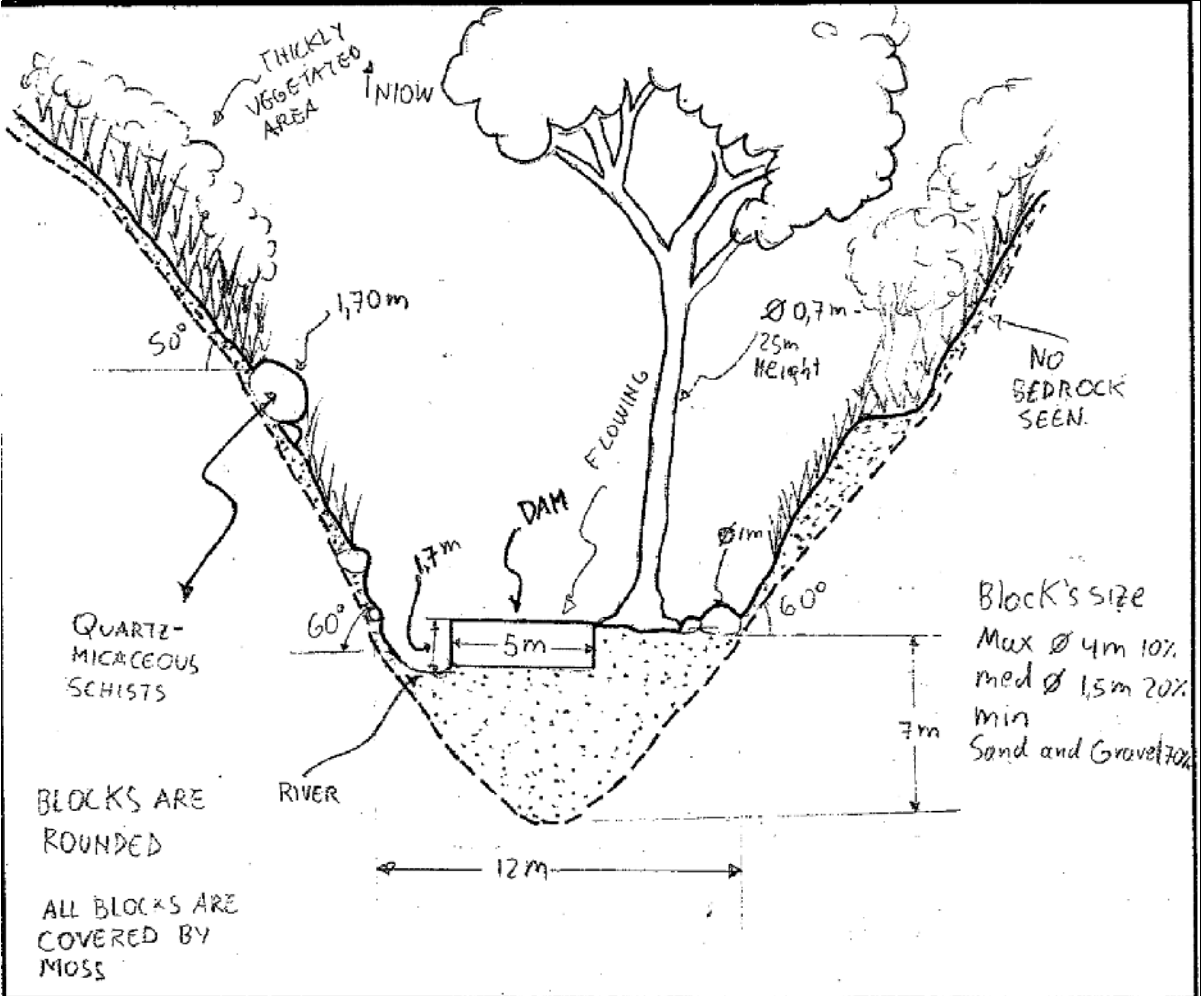 THICKLY
VEGETATED
AREA
N10W
1,70m
50°
Ø 0,7m
25m
Height
NO
BEDROCK
SEEN.
FLOWING
DAM
1,7m
Ø1m
60°
60°
5m
QUARTZ-
MICACEOUS
SCHISTS
Block's size
Max Ø 4m 10%
med Ø 1,5m 20%
min
Sand and Gravel 70%
7m
RIVER
BLOCKS ARE
ROUNDED
12m
ALL BLOCKS ARE
COVERED BY
MOSS